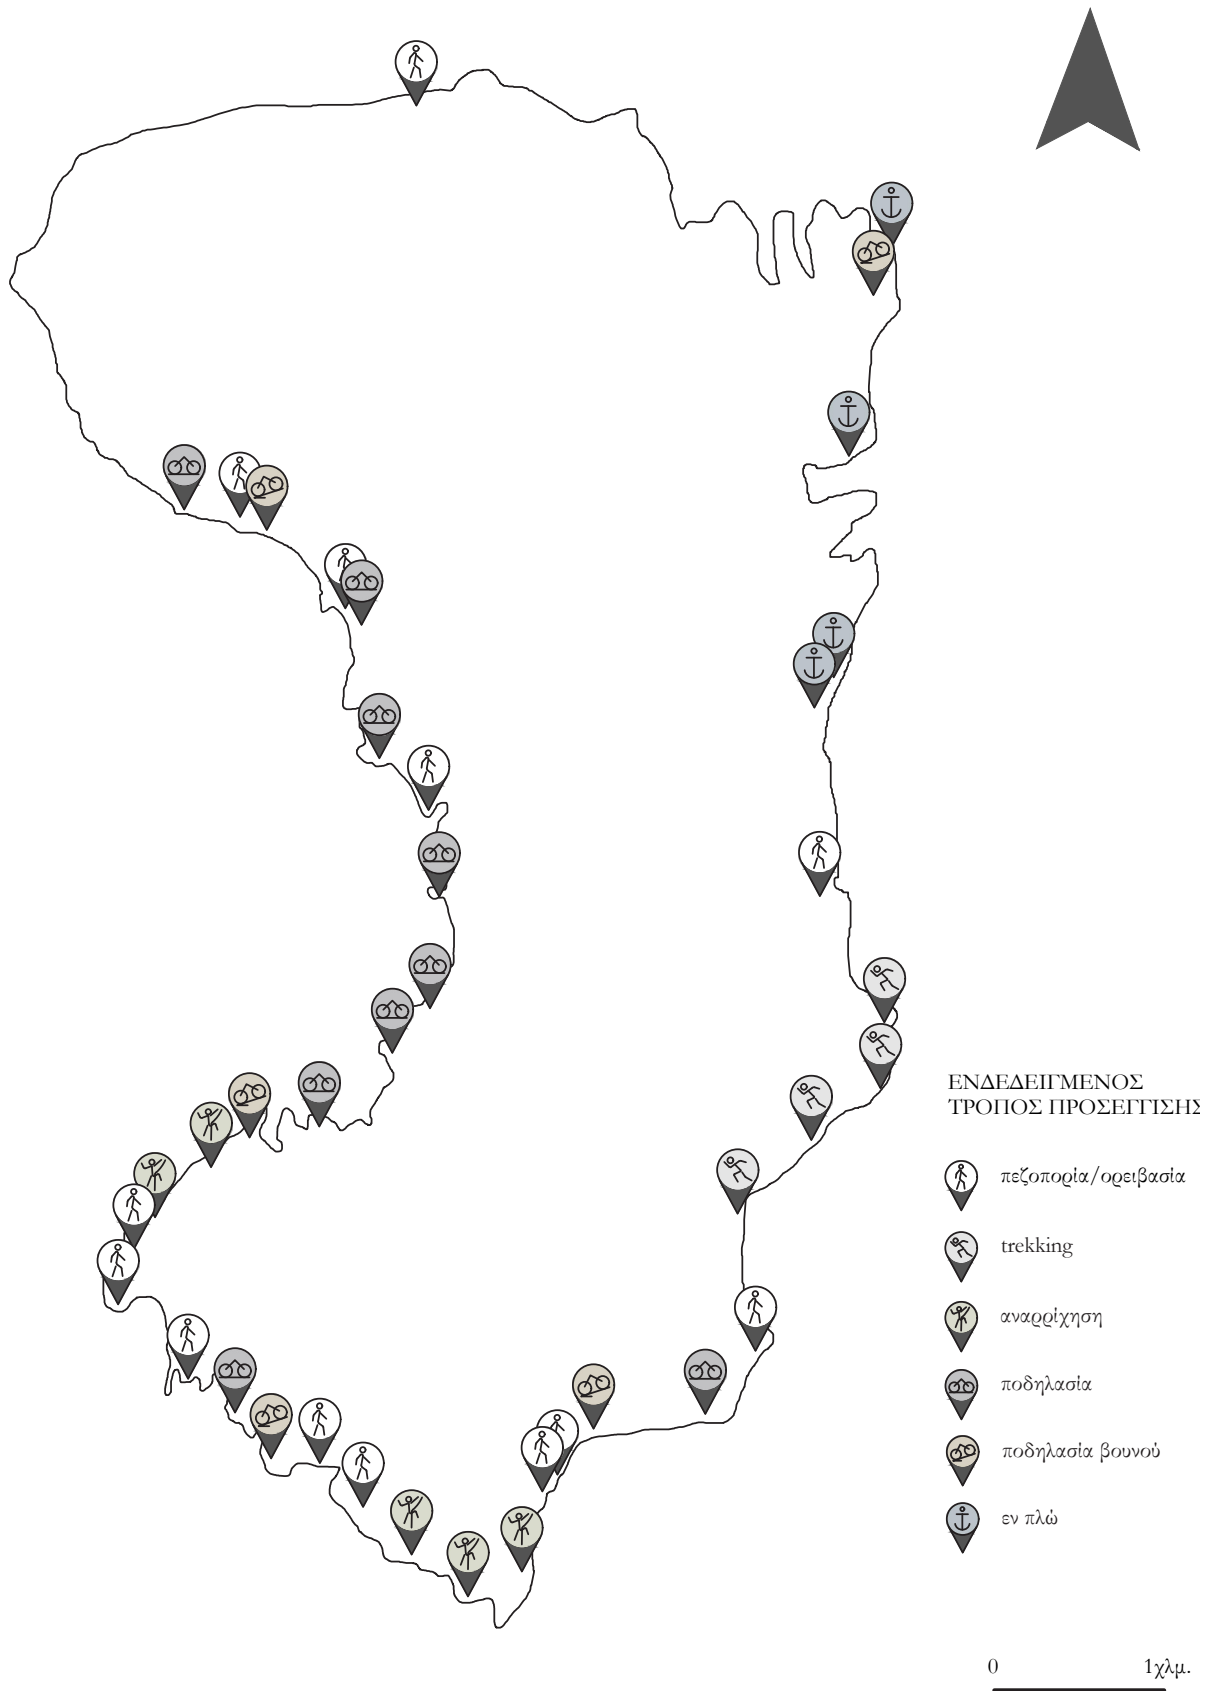 ΕΝΔΕΔΕΙΓΜΕΝΟΣ
ΤΡΟΠΟΣ ΠΡΟΣΕΓΓΙΣΗΣ
πεζοπορία/ορειβασία
trekking
αναρρίχηση
ποδηλασία
ποδηλασία βουνού
εν πλώ
0 1χλμ.